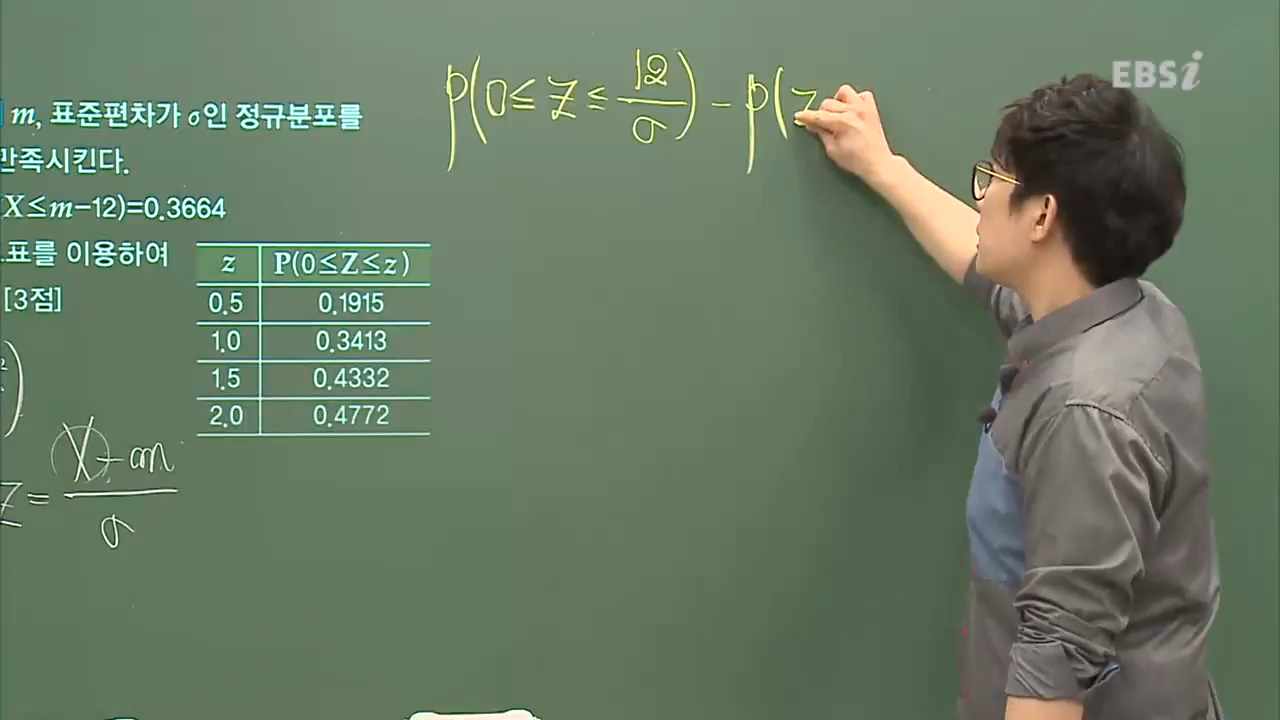 m, 표준편차가 σ인 정규분포를
만족시킨다.
(X≤m-12)=0.3664
표를 이용하여
[3점]
z P(0≤Z≤z)
0.5 0.1915
1.0 0.3413
1.5 0.4332
2.0 0.4772
Z = (X-m)/σ
P(0≤Z≤12/σ) - P(Z
EBSi